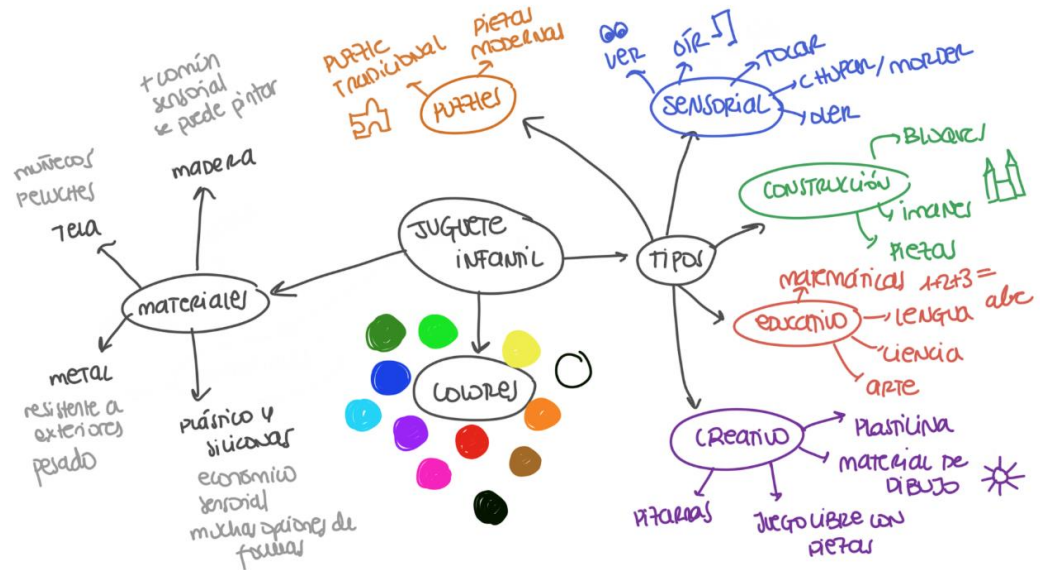 JUGUETE
INFANTIL
MATERIALES
MADERA
+ común
sensorial
se puede pintar
TELA
MUÑECOS
PELUCHES
METAL
resistente a
exteriores
pesado
PLÁSTICO Y
SILICONAS
económico
sensorial
muchas opciones de
formas
COLORES
TIPOS
PUZZLES
PUZZLE
TRADICIONAL
PIEZAS
MODERNAS
SENSORIAL
VER
OÍR
TOCAR
CHUPAR/MORDER
OLER
CONSTRUCCIÓN
BLOQUES
IMANES
PIEZAS
EDUCATIVO
MATEMÁTICAS 1+2+3=
LENGUA abc
CIENCIA
ARTE
CREATIVO
PLASTILINA
MATERIAL DE
DIBUJO
JUEGO LIBRE CON
PIEZAS
PIZARRAS